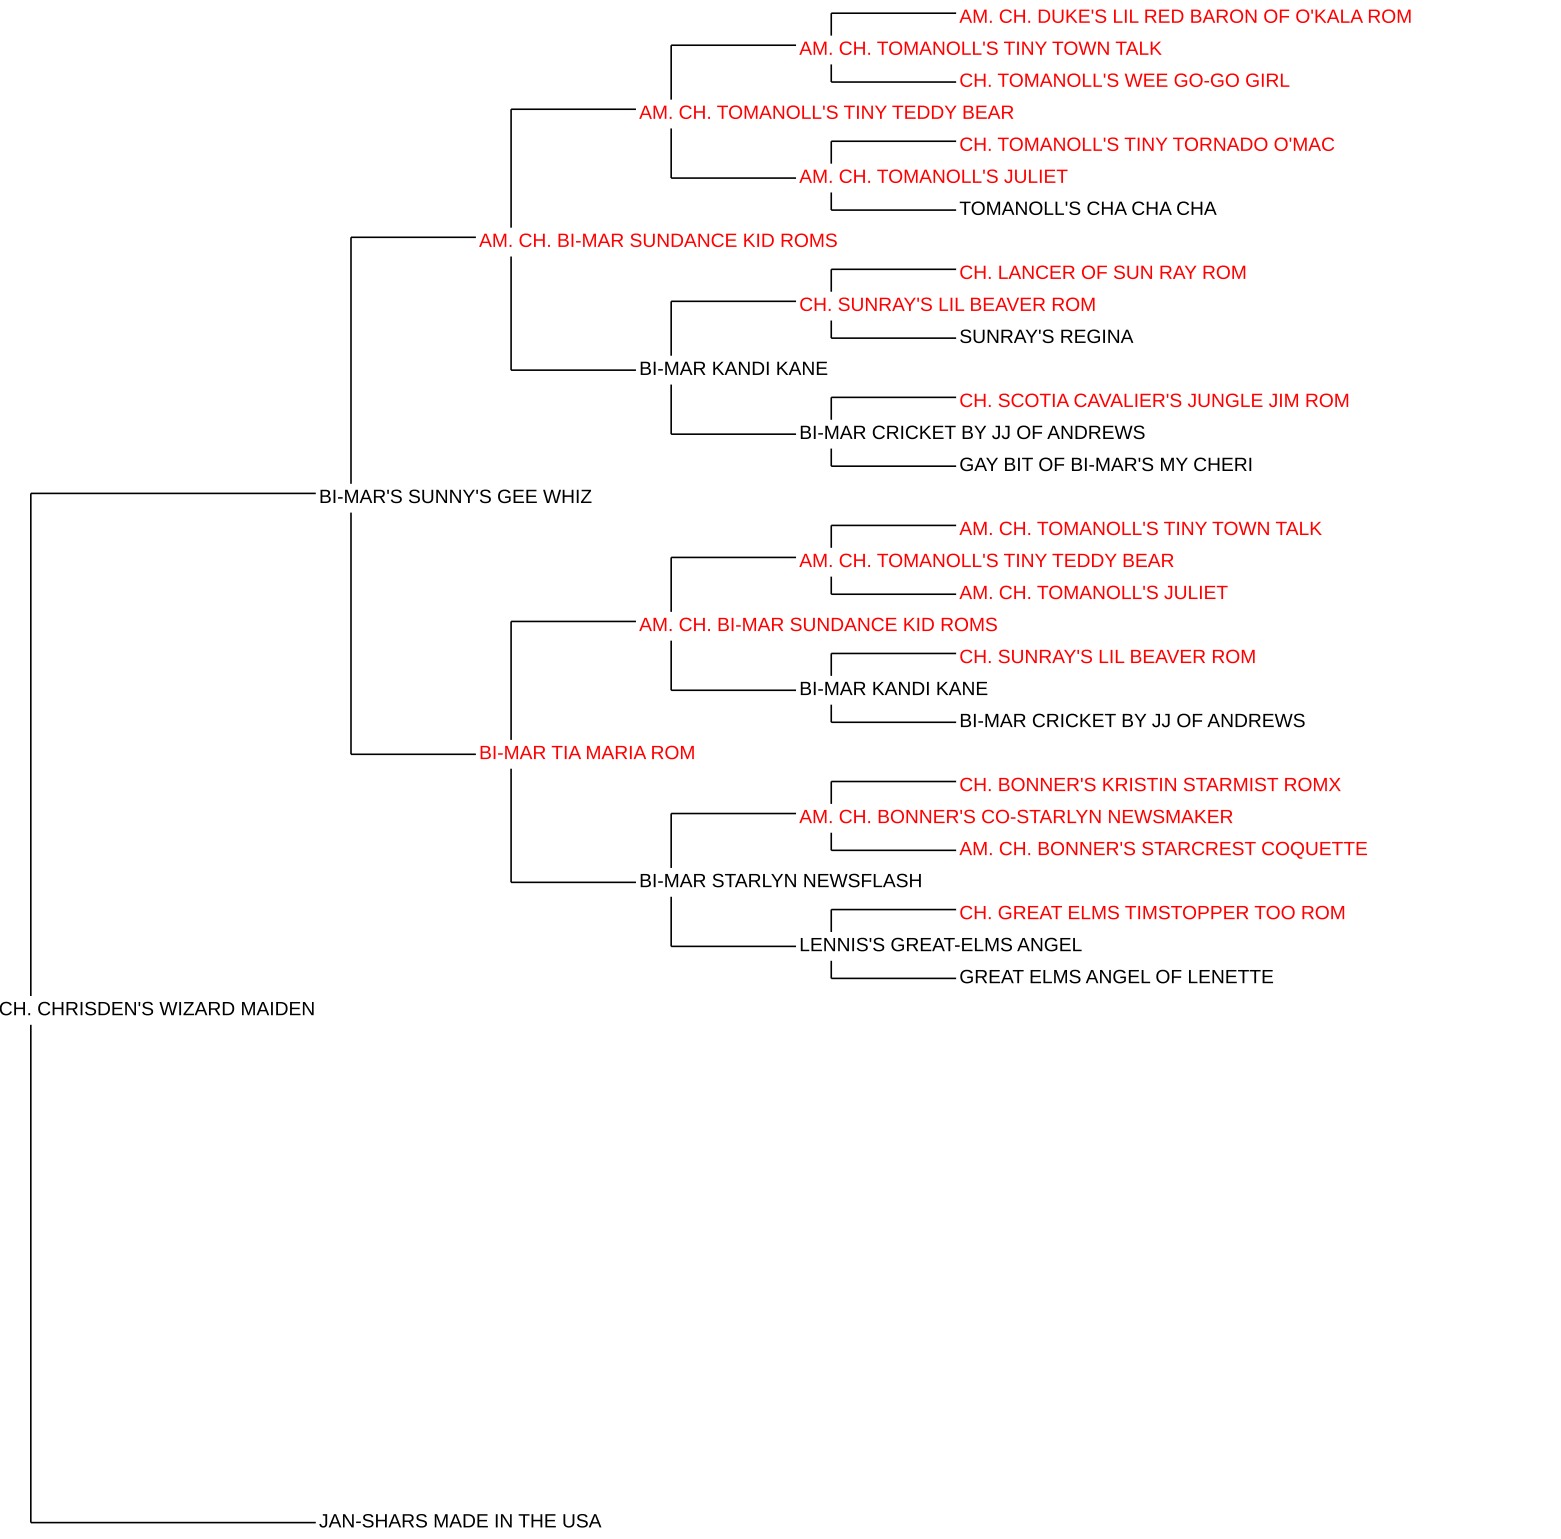 AM. CH. DUKE'S LIL RED BARON OF O'KALA ROM
AM. CH. TOMANOLL'S TINY TOWN TALK
CH. TOMANOLL'S WEE GO-GO GIRL
AM. CH. TOMANOLL'S TINY TEDDY BEAR
CH. TOMANOLL'S TINY TORNADO O'MAC
AM. CH. TOMANOLL'S JULIET
TOMANOLL'S CHA CHA CHA
AM. CH. BI-MAR SUNDANCE KID ROMS
CH. LANCER OF SUN RAY ROM
CH. SUNRAY'S LIL BEAVER ROM
SUNRAY'S REGINA
BI-MAR KANDI KANE
CH. SCOTIA CAVALIER'S JUNGLE JIM ROM
BI-MAR CRICKET BY JJ OF ANDREWS
GAY BIT OF BI-MAR'S MY CHERI
BI-MAR'S SUNNY'S GEE WHIZ
AM. CH. TOMANOLL'S TINY TOWN TALK
AM. CH. TOMANOLL'S TINY TEDDY BEAR
AM. CH. TOMANOLL'S JULIET
AM. CH. BI-MAR SUNDANCE KID ROMS
CH. SUNRAY'S LIL BEAVER ROM
BI-MAR KANDI KANE
BI-MAR CRICKET BY JJ OF ANDREWS
BI-MAR TIA MARIA ROM
CH. BONNER'S KRISTIN STARMIST ROMX
AM. CH. BONNER'S CO-STARLYN NEWSMAKER
AM. CH. BONNER'S STARCREST COQUETTE
BI-MAR STARLYN NEWSFLASH
CH. GREAT ELMS TIMSTOPPER TOO ROM
LENNIS'S GREAT-ELMS ANGEL
GREAT ELMS ANGEL OF LENETTE
CH. CHRISDEN'S WIZARD MAIDEN
JAN-SHARS MADE IN THE USA